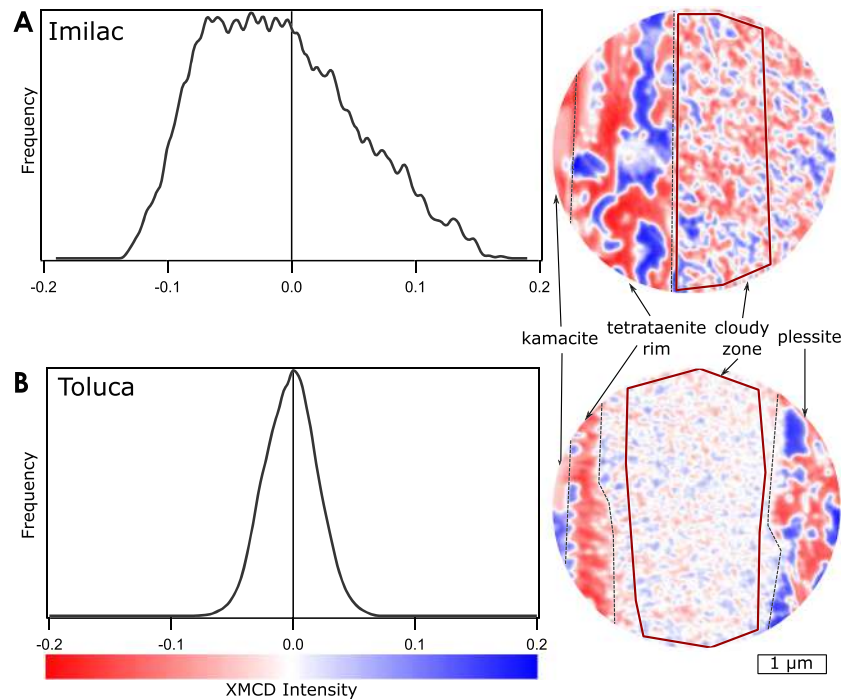 A
Imilac
Frequency
-0.2 -0.1 0.0 0.1 0.2
kamacite
tetrataenite
rim
cloudy
zone
plessite
B
Toluca
Frequency
-0.2 -0.1 0.0 0.1 0.2
XMCD Intensity
1 µm